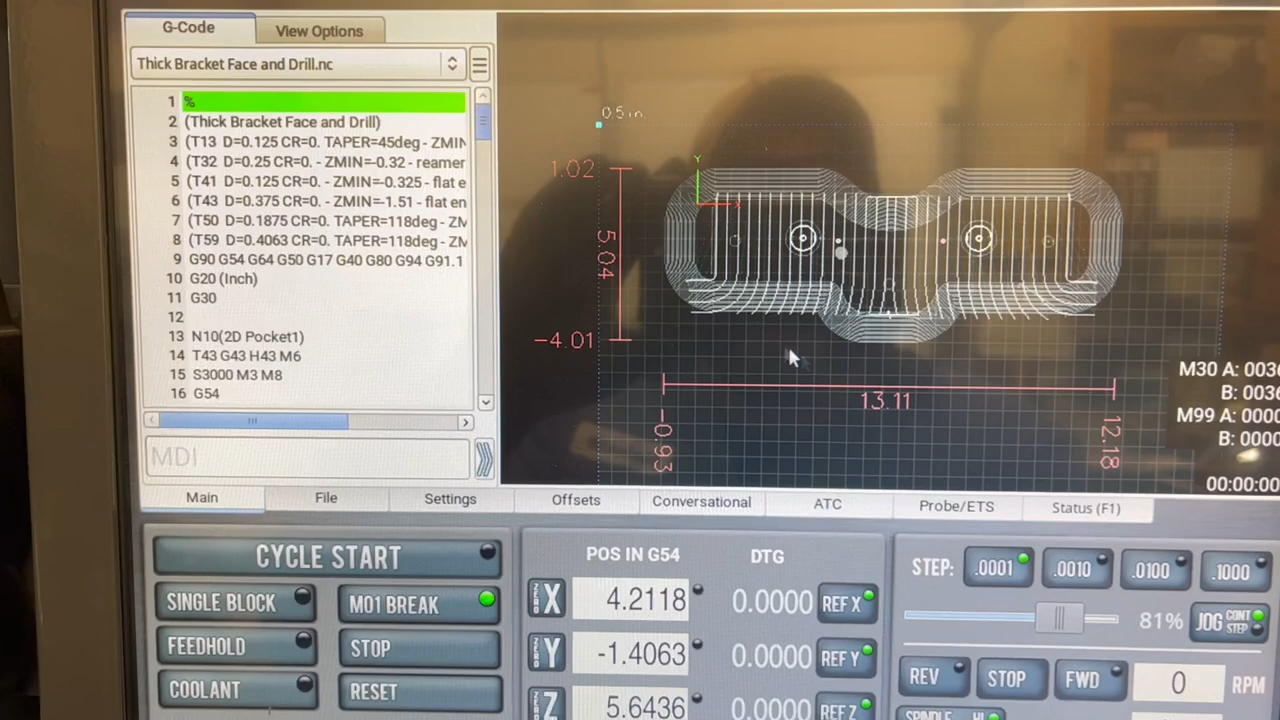 G-Code
View Options
Thick Bracket Face and Drill.nc
1 %
2 (Thick Bracket Face and Drill)
3 (T13 D=0.125 CR=0. TAPER=45deg - ZMIN
4 (T32 D=0.25 CR=0. - ZMIN=-0.32 - reamer
5 (T41 D=0.125 CR=0. - ZMIN=-0.325 - flat e
6 (T43 D=0.375 CR=0. - ZMIN=-1.51 - flat en
7 (T50 D=0.1875 CR=0. TAPER=118deg - ZM
8 (T59 D=0.4063 CR=0. TAPER=118deg - ZM
9 G90 G54 G64 G50 G17 G40 G80 G94 G91.1
10 G20 (Inch)
11 G30
12
13 N10(2D Pocket1)
14 T43 G43 H43 M6
15 S3000 M3 M8
16 G54
MDI
0.5 in.
Y
X
1.02
5.04
-4.01
13.11
-0.93
12.18
M30 A: 0036
B: 0036
M99 A: 0000
B: 0000
00:00:00
Main
File
Settings
Offsets
Conversational
ATC
Probe/ETS
Status (F1)
CYCLE START
SINGLE BLOCK
M01 BREAK
FEEDHOLD
STOP
COOLANT
RESET
POS IN G54
DTG
ZERO X 4.2118 0.0000 REF X
ZERO Y -1.4063 0.0000 REF Y
ZERO Z 5.6436 0.0000 REF Z
STEP: .0001 .0010 .0100 .1000
81% JOG CONT STEP
REV STOP FWD 0 RPM